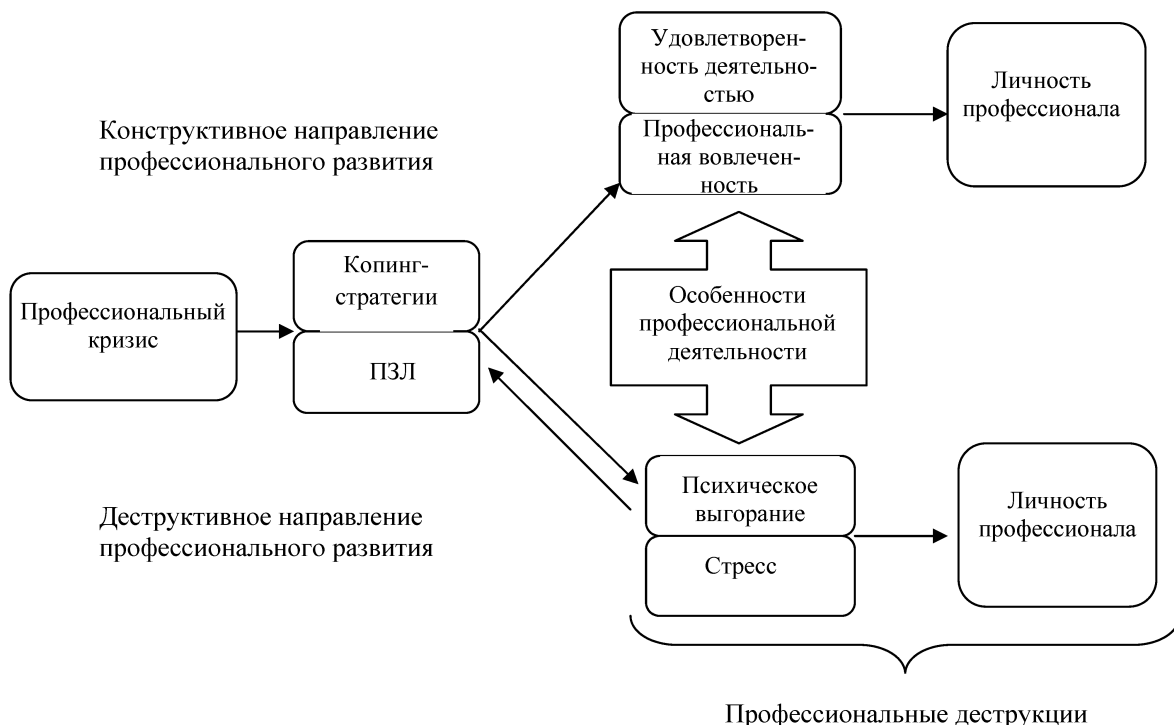 Удовлетворен-
ность деятельно-
стью
Профессиональ-
ная вовлечен-
ность
Личность
профессионала
Конструктивное направление
профессионального развития
Профессиональный
кризис
Копинг-
стратегии
ПЗЛ
Особенности
профессиональной
деятельности
Деструктивное направление
профессионального развития
Психическое
выгорание
Стресс
Личность
профессионала
Профессиональные деструкции